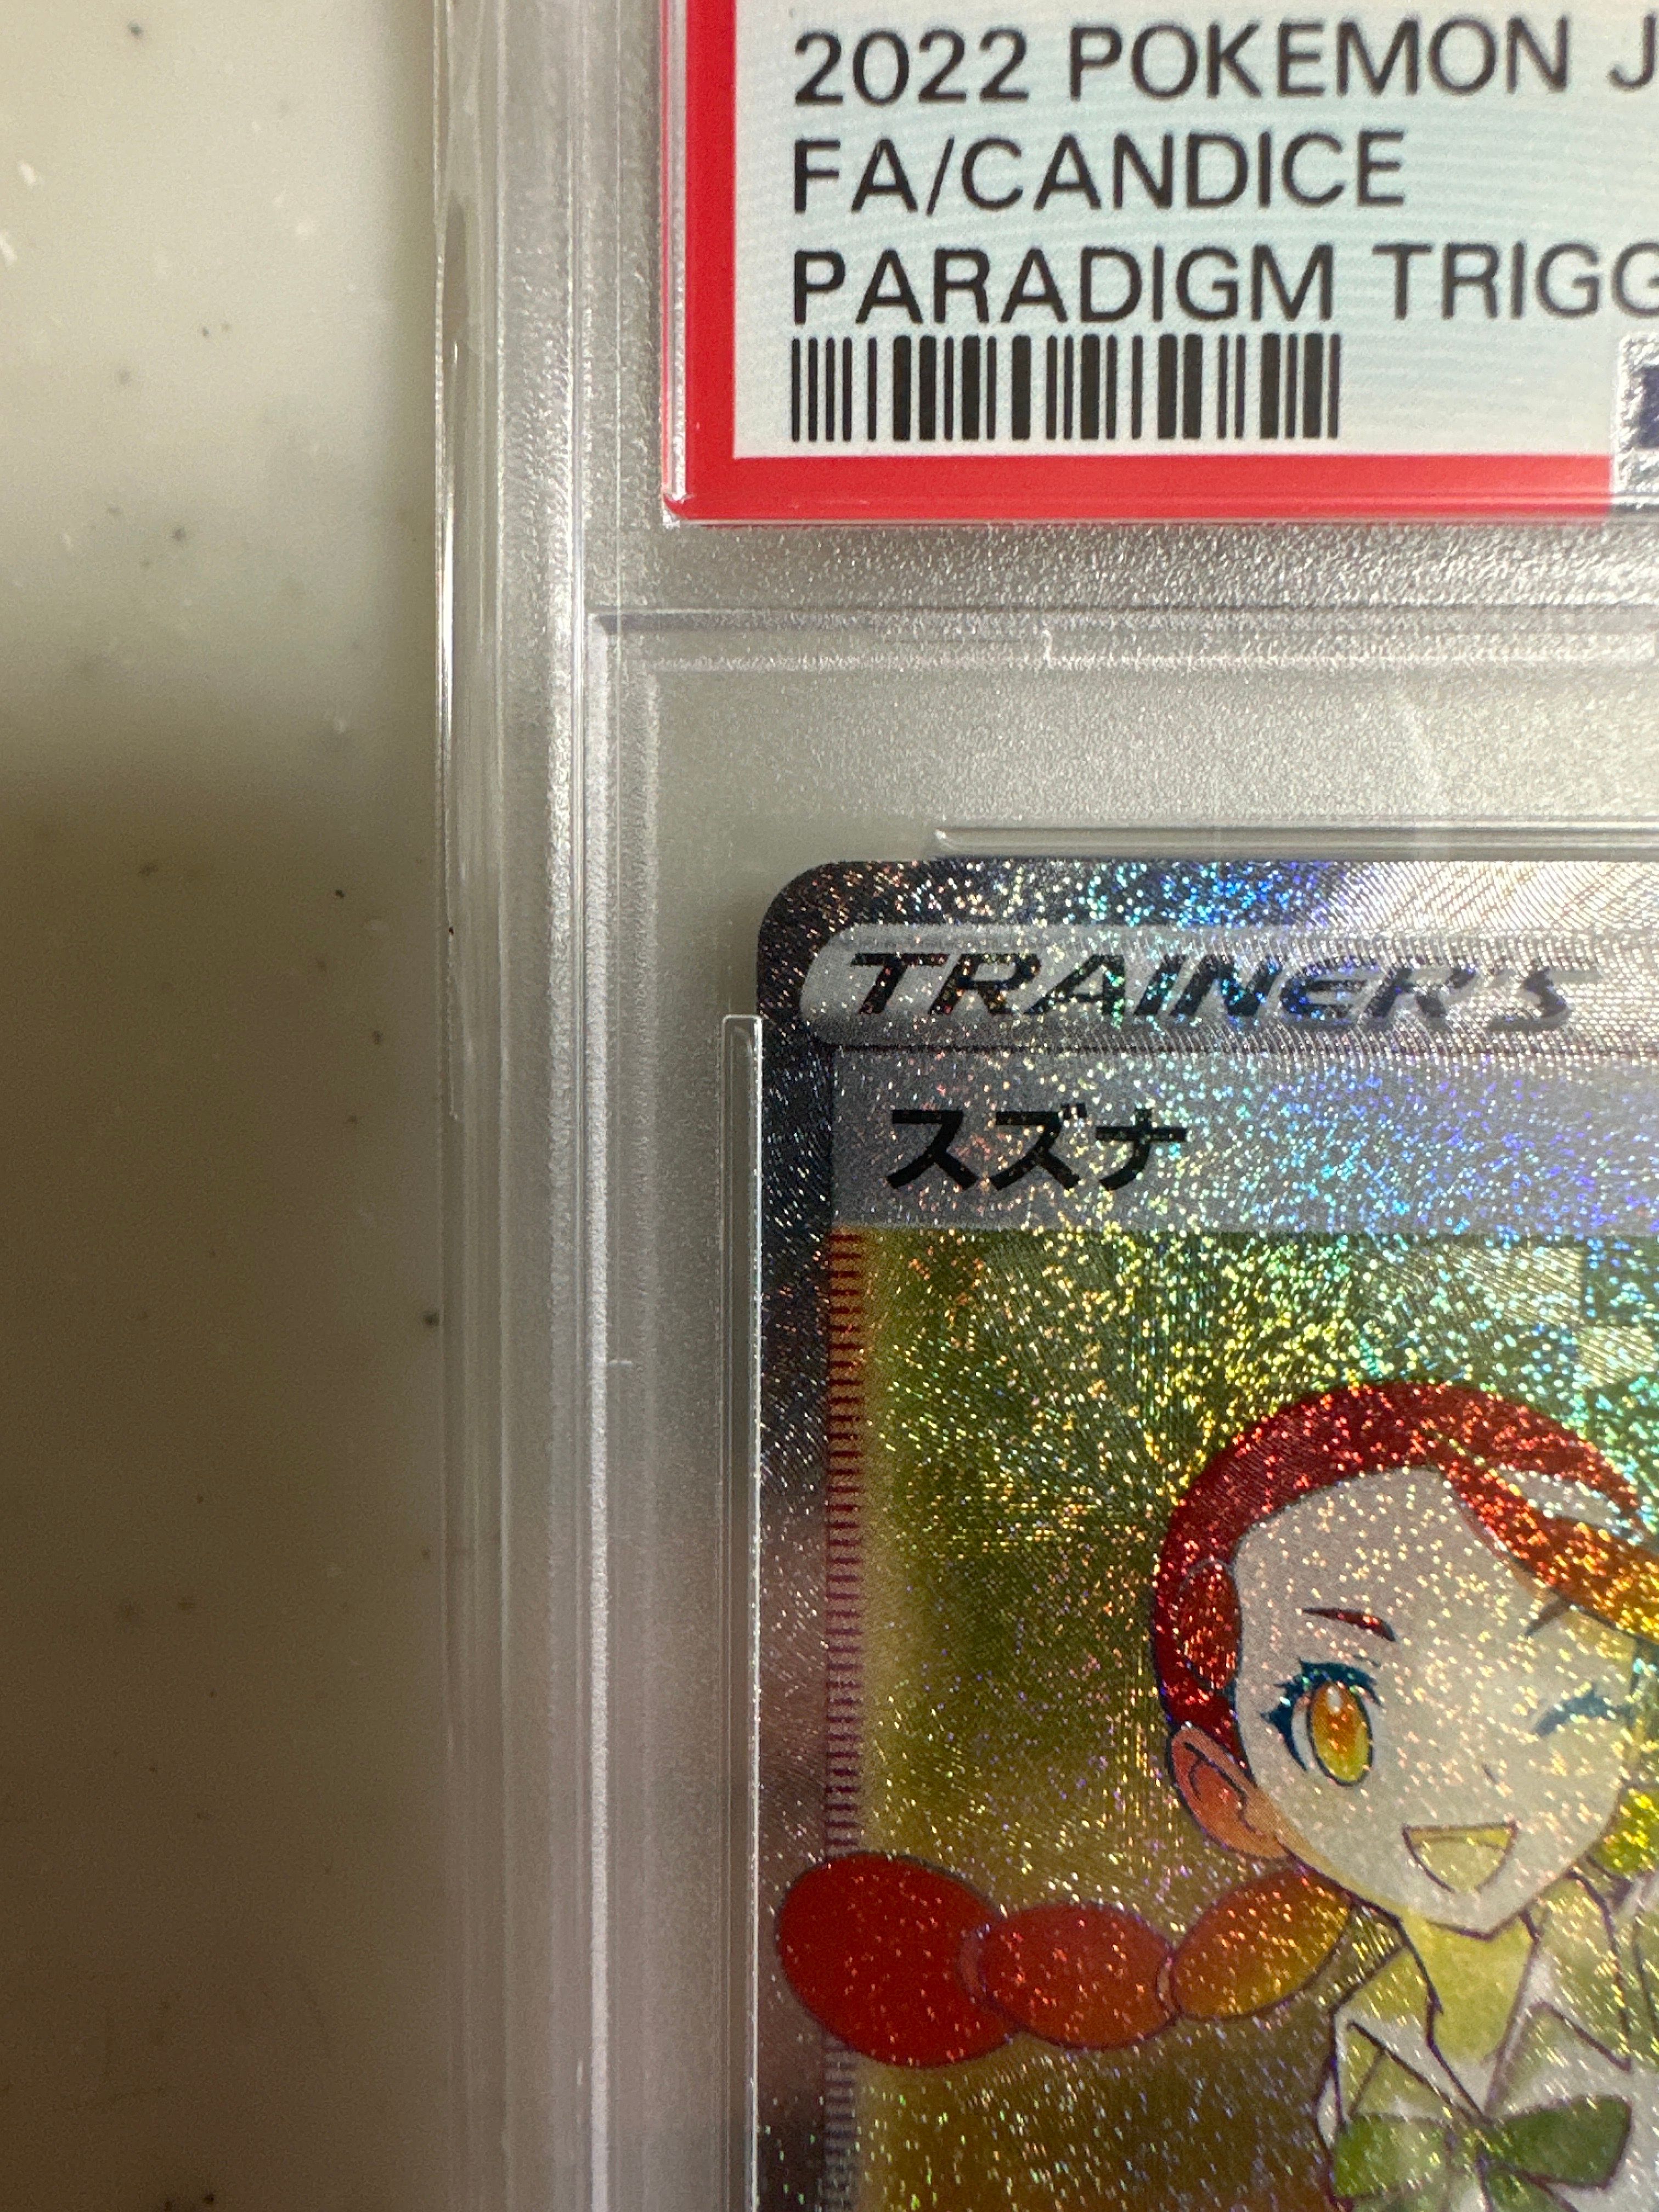 2022 POKEMON J
FA/CANDICE
PARADIGM TRIGG
TRAINER'S
スズナ